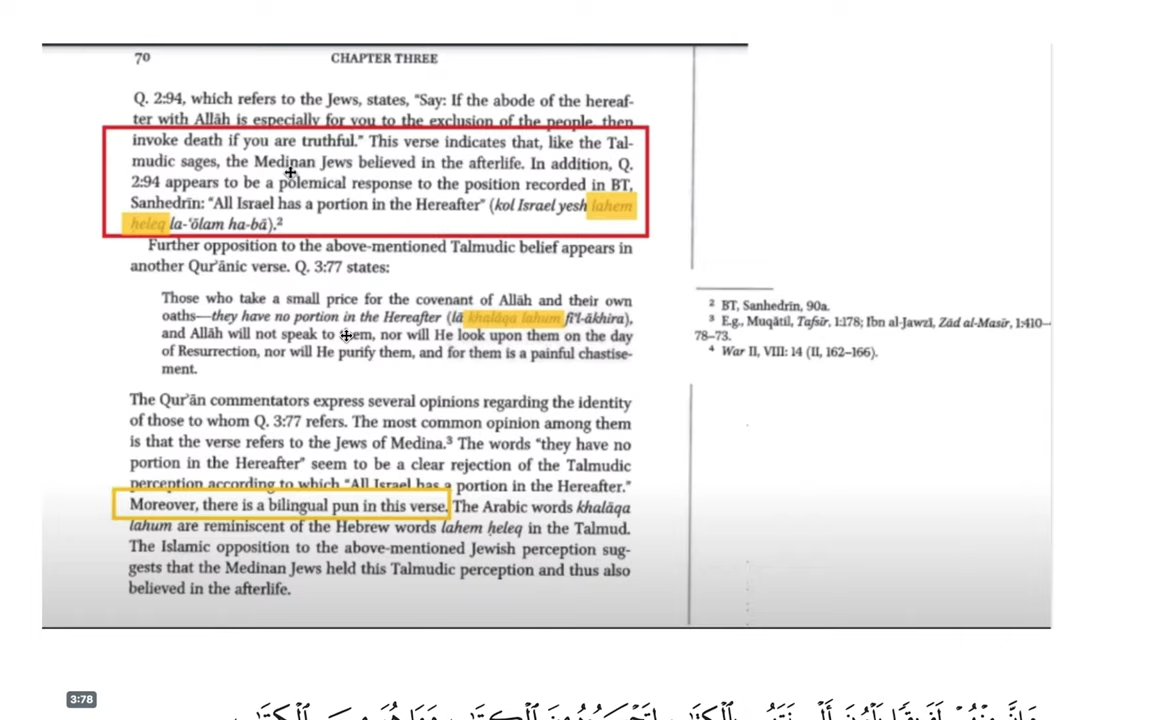 70 CHAPTER THREE
Q. 2:94, which refers to the Jews, states, "Say: If the abode of the hereaf-
ter with Allāh is especially for you to the exclusion of the people, then
invoke death if you are truthful." This verse indicates that, like the Tal-
mudic sages, the Medinan Jews believed in the afterlife. In addition, Q.
2:94 appears to be a polemical response to the position recorded in BT,
Sanhedrīn: "All Israel has a portion in the Hereafter" (kol Israel yesh lahem
ḥeleq la-'ōlam ha-bā).²
Further opposition to the above-mentioned Talmudic belief appears in
another Qur'ānic verse. Q. 3:77 states:
Those who take a small price for the covenant of Allāh and their own
oaths—they have no portion in the Hereafter (lā khalāqa lahum fī'l-ākhira),
and Allāh will not speak to them, nor will He look upon them on the day
of Resurrection, nor will He purify them, and for them is a painful chastise-
ment.
The Qur'ān commentators express several opinions regarding the identity
of those to whom Q. 3:77 refers. The most common opinion among them
is that the verse refers to the Jews of Medina.³ The words "they have no
portion in the Hereafter" seem to be a clear rejection of the Talmudic
perception according to which "All Israel has a portion in the Hereafter."
Moreover, there is a bilingual pun in this verse. The Arabic words khalāqa
lahum are reminiscent of the Hebrew words lahem ḥeleq in the Talmud.
The Islamic opposition to the above-mentioned Jewish perception sug-
gests that the Medinan Jews held this Talmudic perception and thus also
believed in the afterlife.
² BT, Sanhedrīn, 90a.
³ E.g., Muqātil, Tafsīr, 1:178; Ibn al-Jawzī, Zād al-Masīr, 1:410–
78–73.
⁴ War II, VIII: 14 (II, 162–166).
3:78